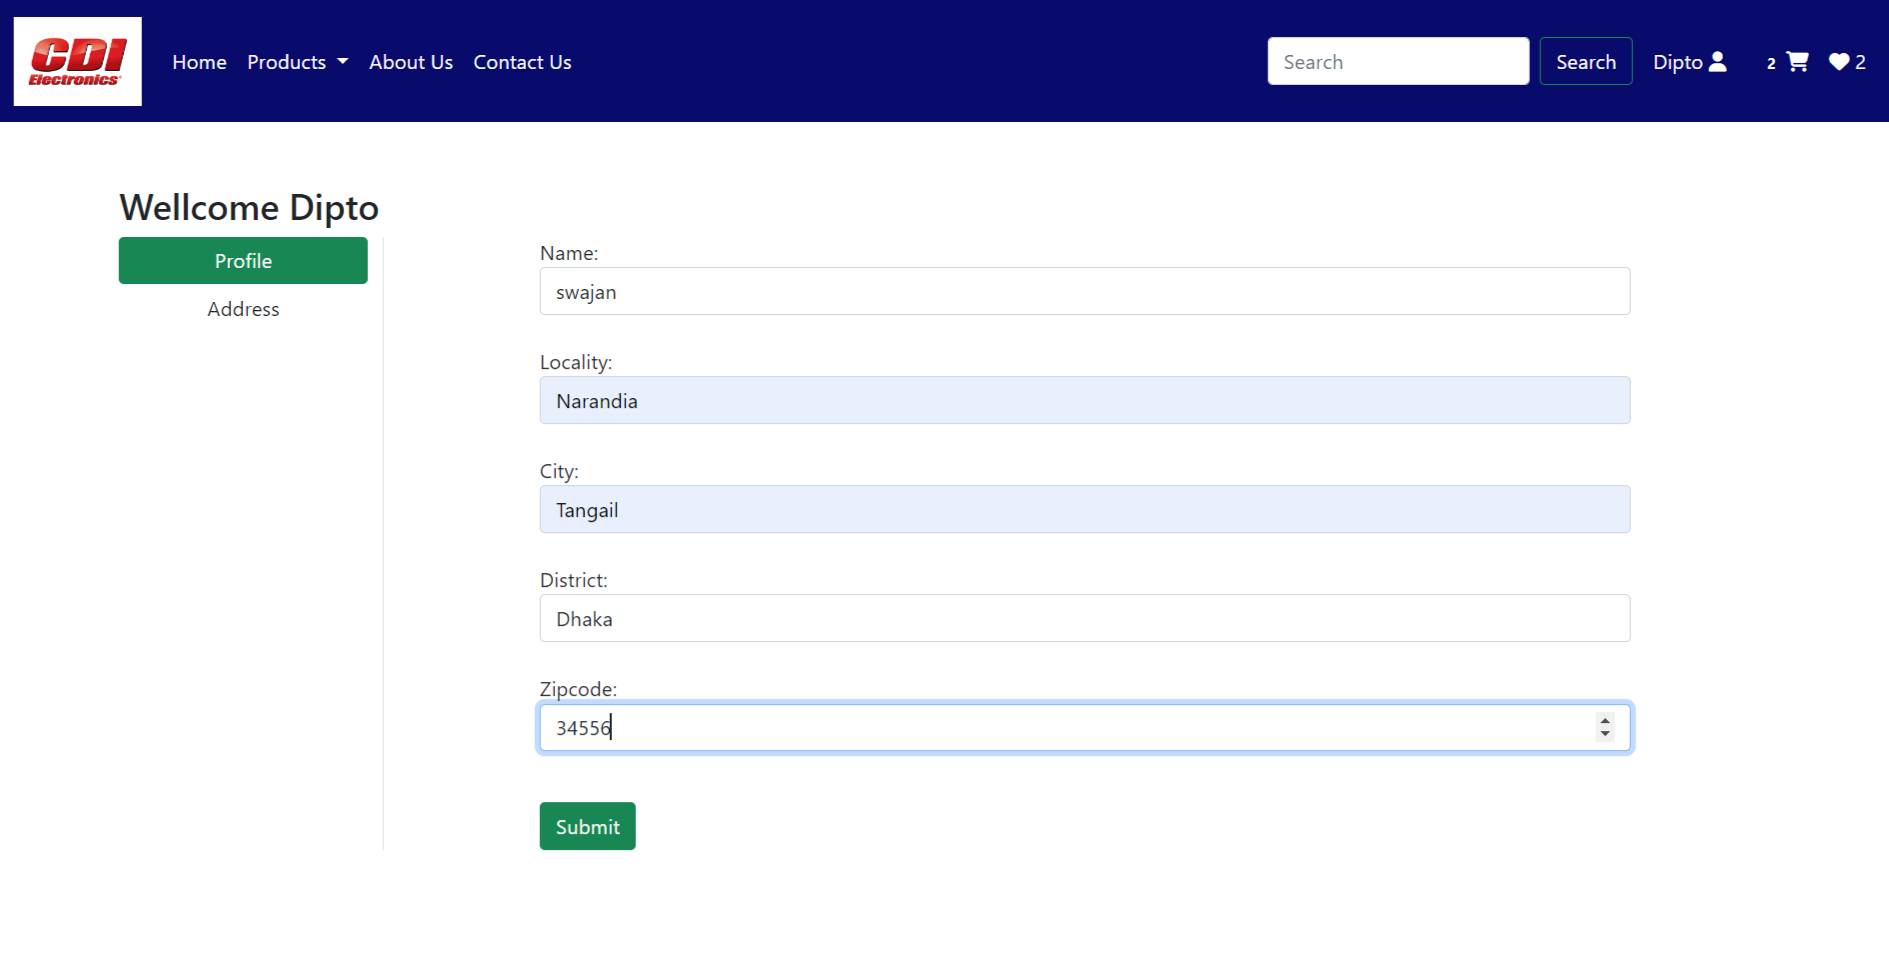 CDI
Electronics
Home Products About Us Contact Us Search Search Dipto 2 2
Wellcome Dipto
Profile
Address
Name:
swajan
Locality:
Narandia
City:
Tangail
District:
Dhaka
Zipcode:
34556
Submit